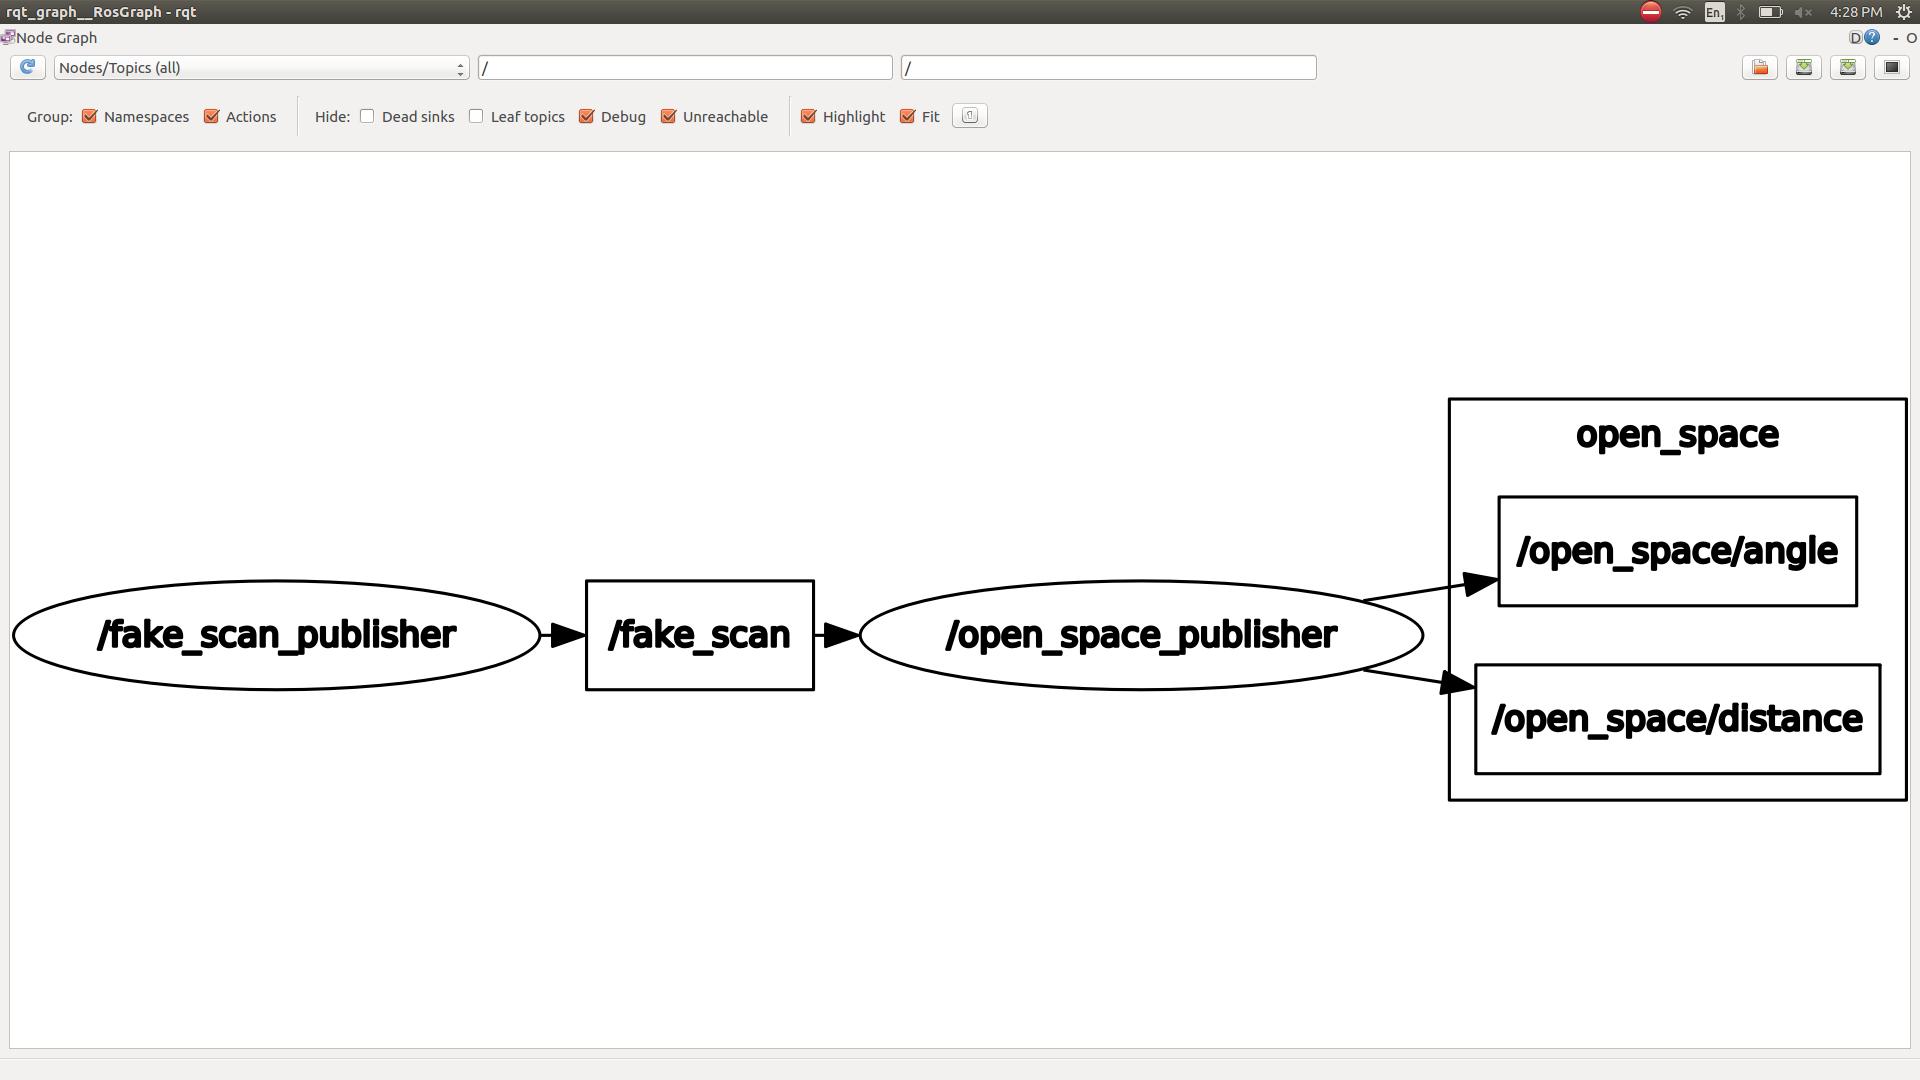 rqt_graph__RosGraph - rqt
En1
4:28 PM
Node Graph
D
?
- O
Nodes/Topics (all)
/
/
Group: Namespaces Actions Hide: Dead sinks Leaf topics Debug Unreachable Highlight Fit
open_space
/open_space/angle
/fake_scan_publisher
/fake_scan
/open_space_publisher
/open_space/distance